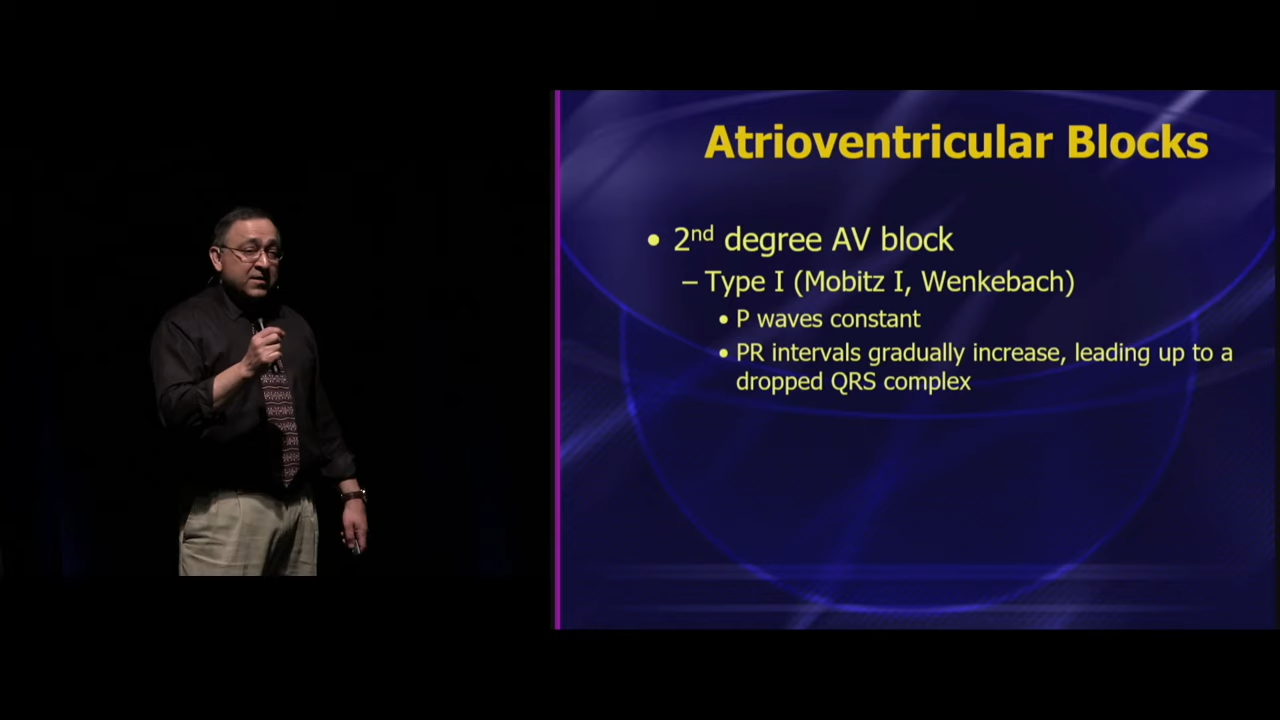 Atrioventricular Blocks
• 2nd degree AV block
– Type I (Mobitz I, Wenkebach)
• P waves constant
• PR intervals gradually increase, leading up to a
dropped QRS complex